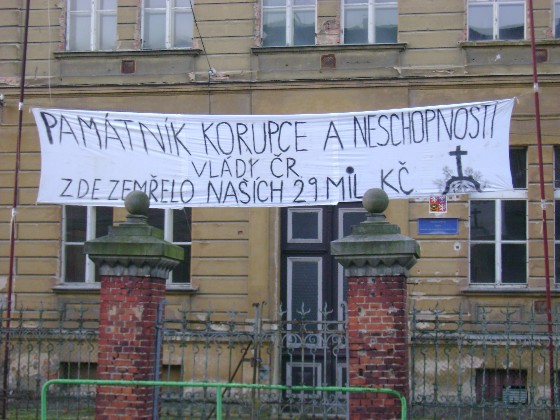 PAMÁTNÍK KORUPCE A NESCHOPNOSTI
VLÁDY ČR
ZDE ZEMŘELO NAŠICH 29 MIL KČ